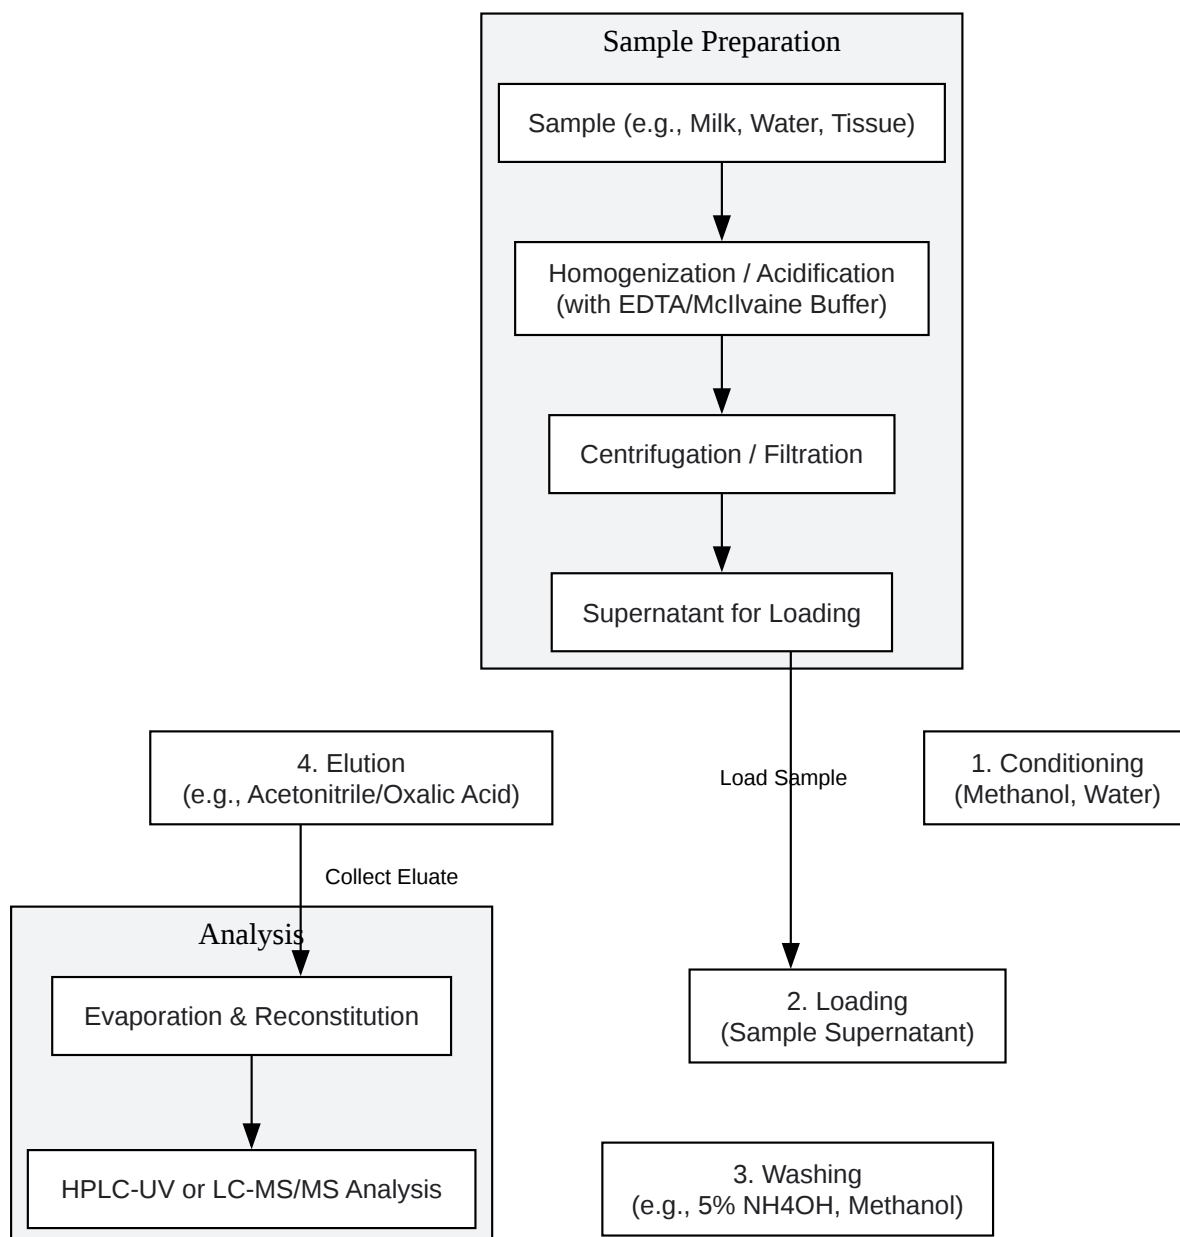 Sample Preparation
Sample (e.g., Milk, Water, Tissue)
Homogenization / Acidification
(with EDTA/McIlvaine Buffer)
Centrifugation / Filtration
Supernatant for Loading
4. Elution
(e.g., Acetonitrile/Oxalic Acid)
Load Sample
1. Conditioning
(Methanol, Water)
Collect Eluate
Analysis
Evaporation & Reconstitution
2. Loading
(Sample Supernatant)
HPLC-UV or LC-MS/MS Analysis
3. Washing
(e.g., 5% NH4OH, Methanol)